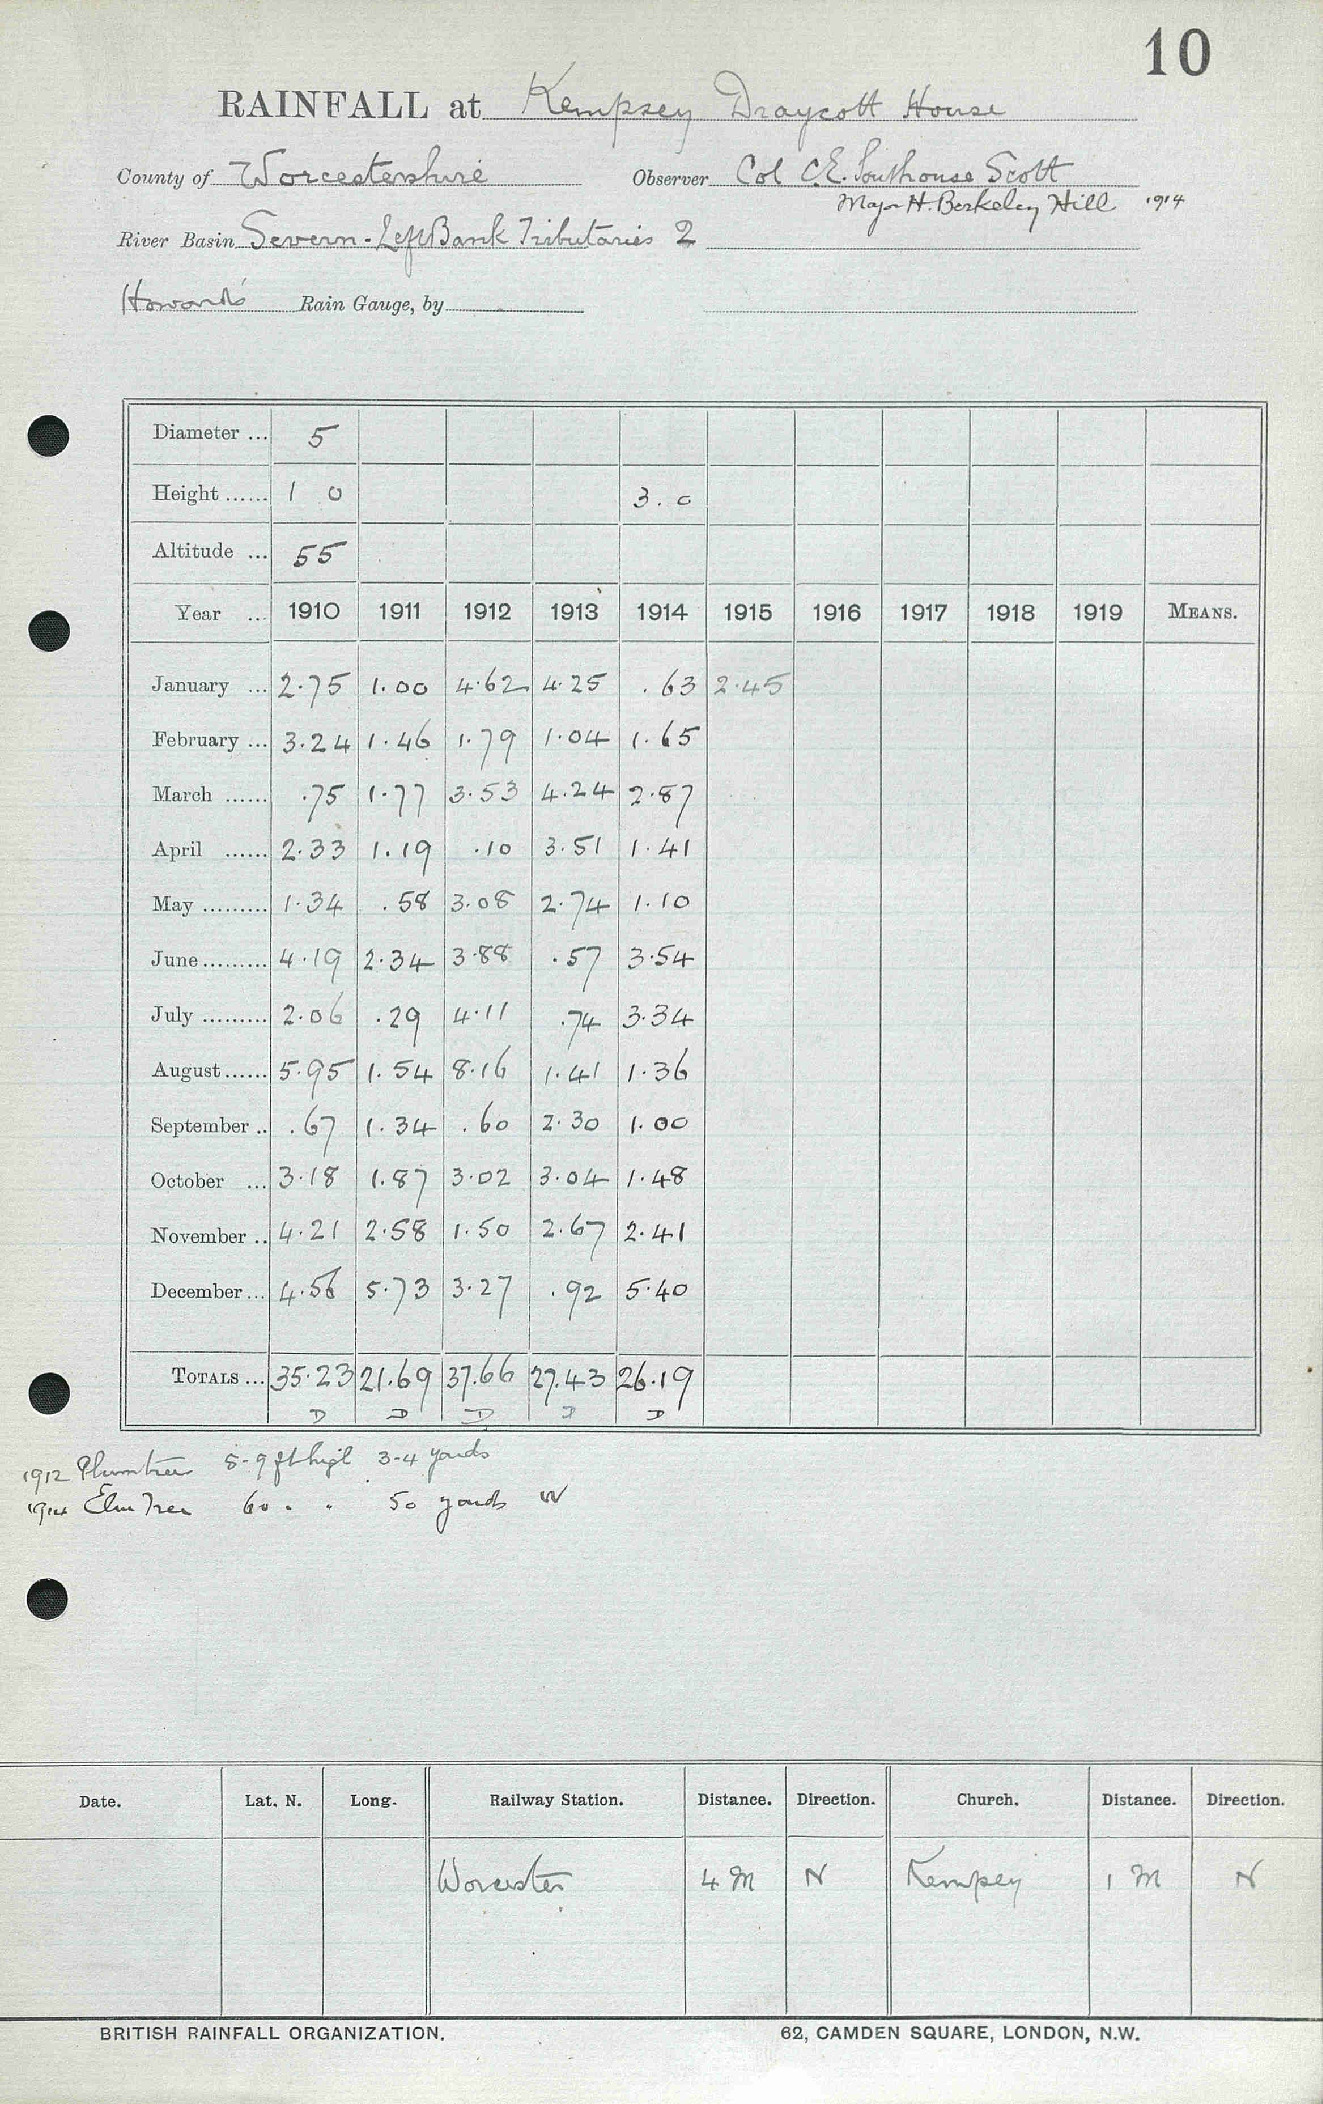 10
RAINFALL at Kempsey Draycott House
County of Worcestershire Observer Col C.E. Southouse Scott
Major H. Berkeley Hill 1914
River Basin Severn - Left Bank Tributaries 2
Howard's Rain Gauge, by
Diameter ... 5
Height ...... 1 0 3. 0
Altitude ... 55
Year ... 1910 1911 1912 1913 1914 1915 1916 1917 1918 1919 MEANS.
January ... 2.75 1.00 4.62 4.25 .63 2.45
February ... 3.24 1.46 1.79 1.04 1.65
March ...... .75 1.77 3.53 4.24 2.87
April ...... 2.33 1.19 .10 3.51 1.41
May ......... 1.34 .58 3.08 2.74 1.10
June ......... 4.19 2.34 3.88 .57 3.54
July ......... 2.06 .29 4.11 .74 3.34
August ...... 5.95 1.54 8.16 1.41 1.36
September .. .67 1.34 .60 2.30 1.00
October ... 3.18 1.87 3.02 3.04 1.48
November .. 4.21 2.58 1.50 2.67 2.41
December ... 4.56 5.73 3.27 .92 5.40
TOTALS ... 35.23 21.69 37.66 27.43 26.19
D D D D D
1912 Plumtree 8-9 ft high 3-4 yards
1914 Elm Tree 60 " " 50 yards W
Date. Lat. N. Long. Railway Station. Distance. Direction. Church. Distance. Direction.
Worcester 4 M N Kempsey 1 M N
BRITISH RAINFALL ORGANIZATION. 62, CAMDEN SQUARE, LONDON, N.W.